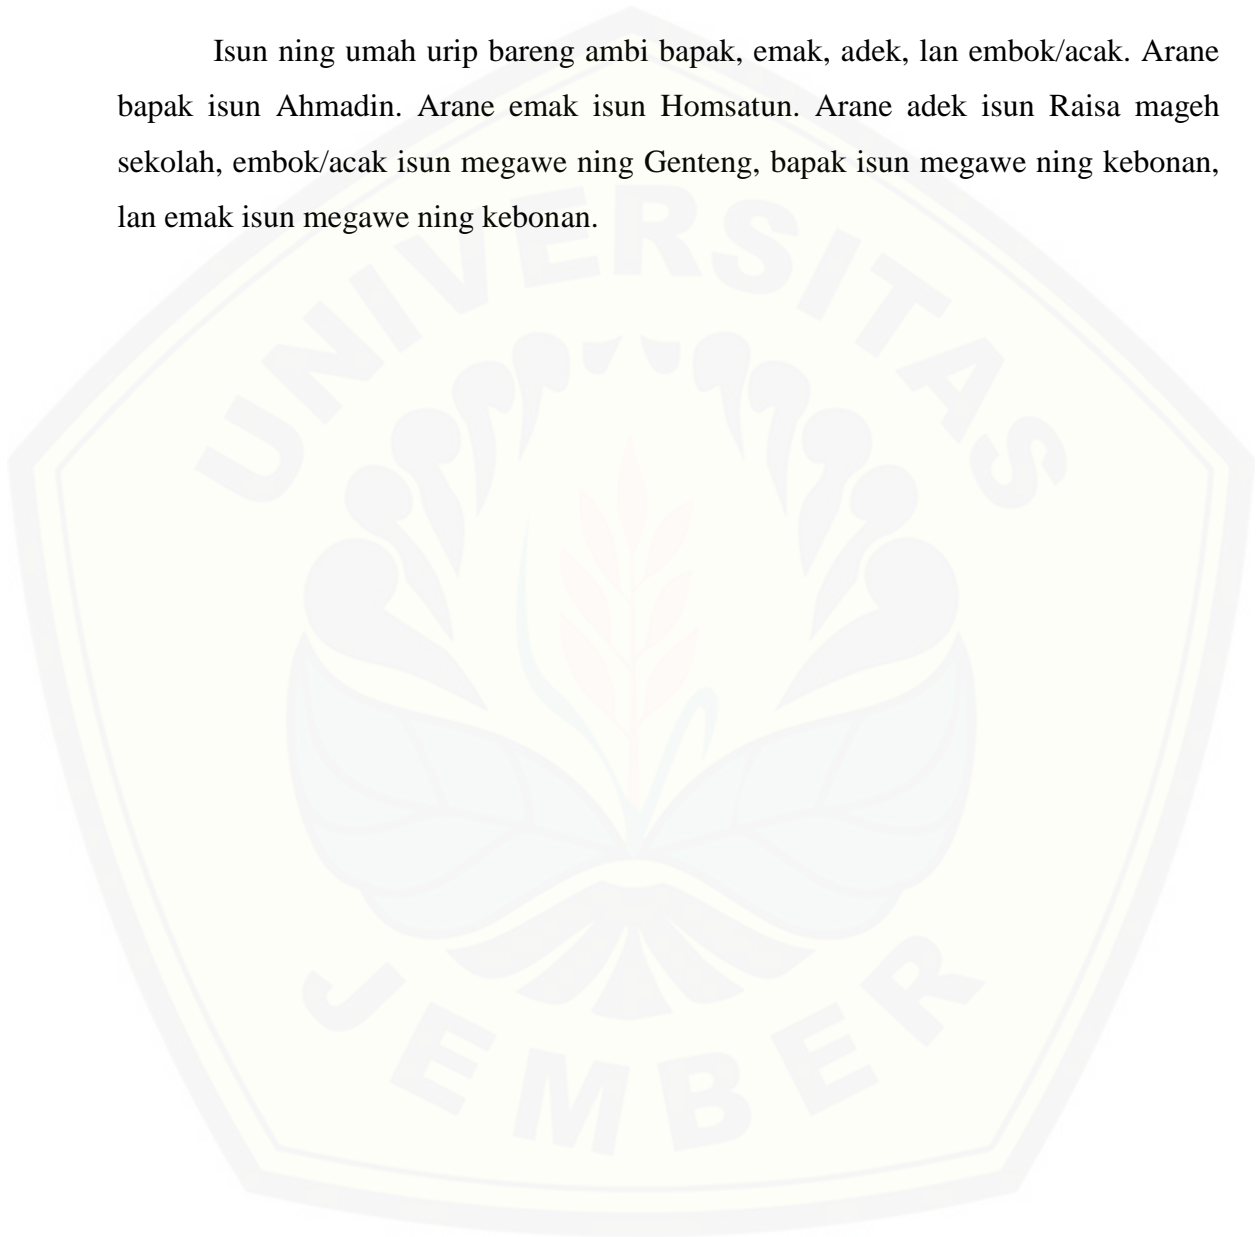 Isun ning umah urip bareng ambi bapak, emak, adek, lan embok/acak. Arane
bapak isun Ahmadin. Arane emak isun Homsatun. Arane adek isun Raisa mageh
sekolah, embok/acak isun megawe ning Genteng, bapak isun megawe ning kebonan,
lan emak isun megawe ning kebonan.
UNIVERSITAS
JEMBER